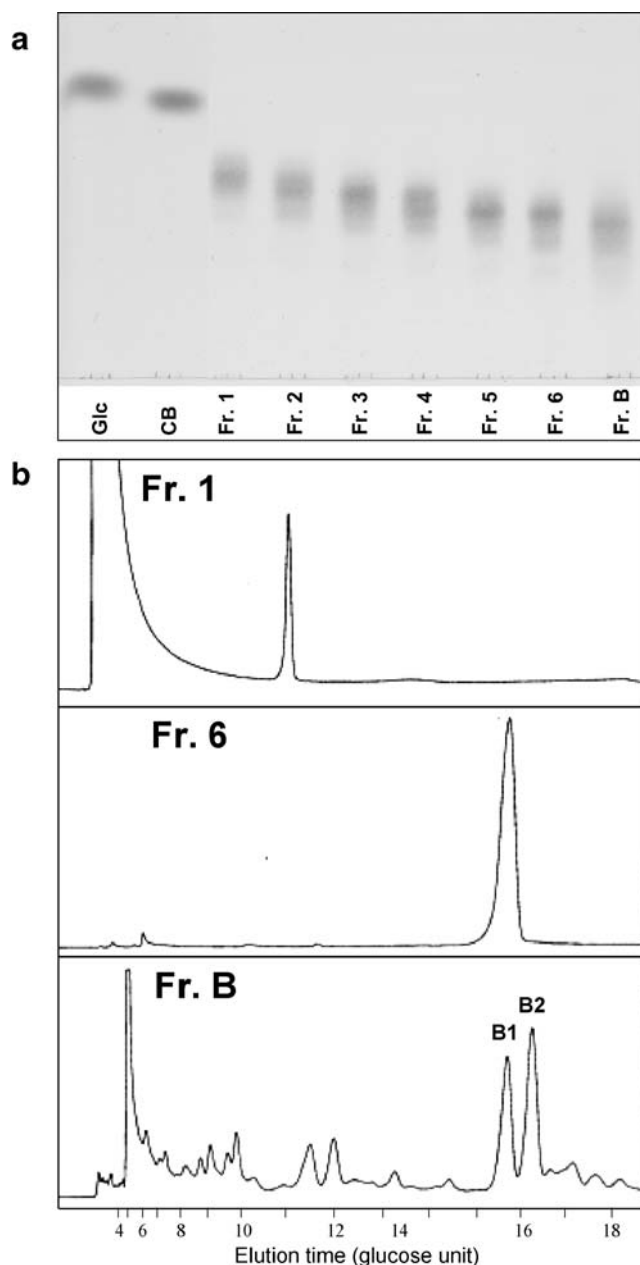 a
Glc CB Fr. 1 Fr. 2 Fr. 3 Fr. 4 Fr. 5 Fr. 6 Fr. B
b
Fr. 1
Fr. 6
Fr. B
B1 B2
4 6 8 10 12 14 16 18
Elution time (glucose unit)